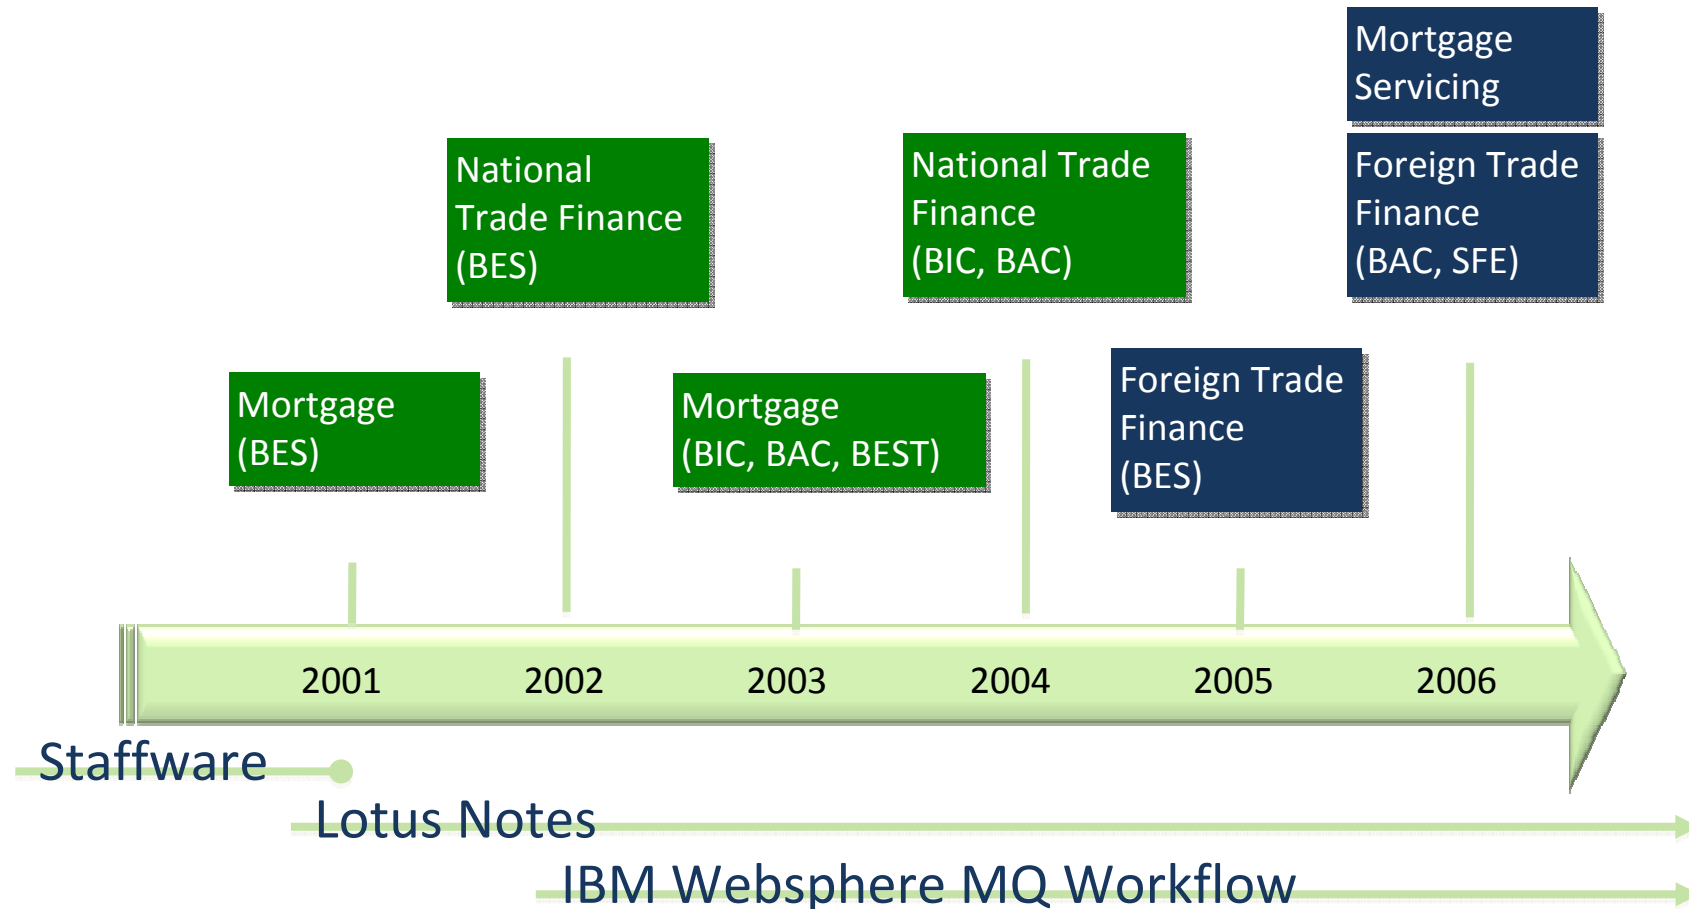 Mortgage
Servicing
National
Trade Finance
(BES)
National Trade
Finance
(BIC, BAC)
Foreign Trade
Finance
(BAC, SFE)
Mortgage
(BES)
Mortgage
(BIC, BAC, BEST)
Foreign Trade
Finance
(BES)
2001
2002
2003
2004
2005
2006
Staffware
Lotus Notes
IBM Websphere MQ Workflow